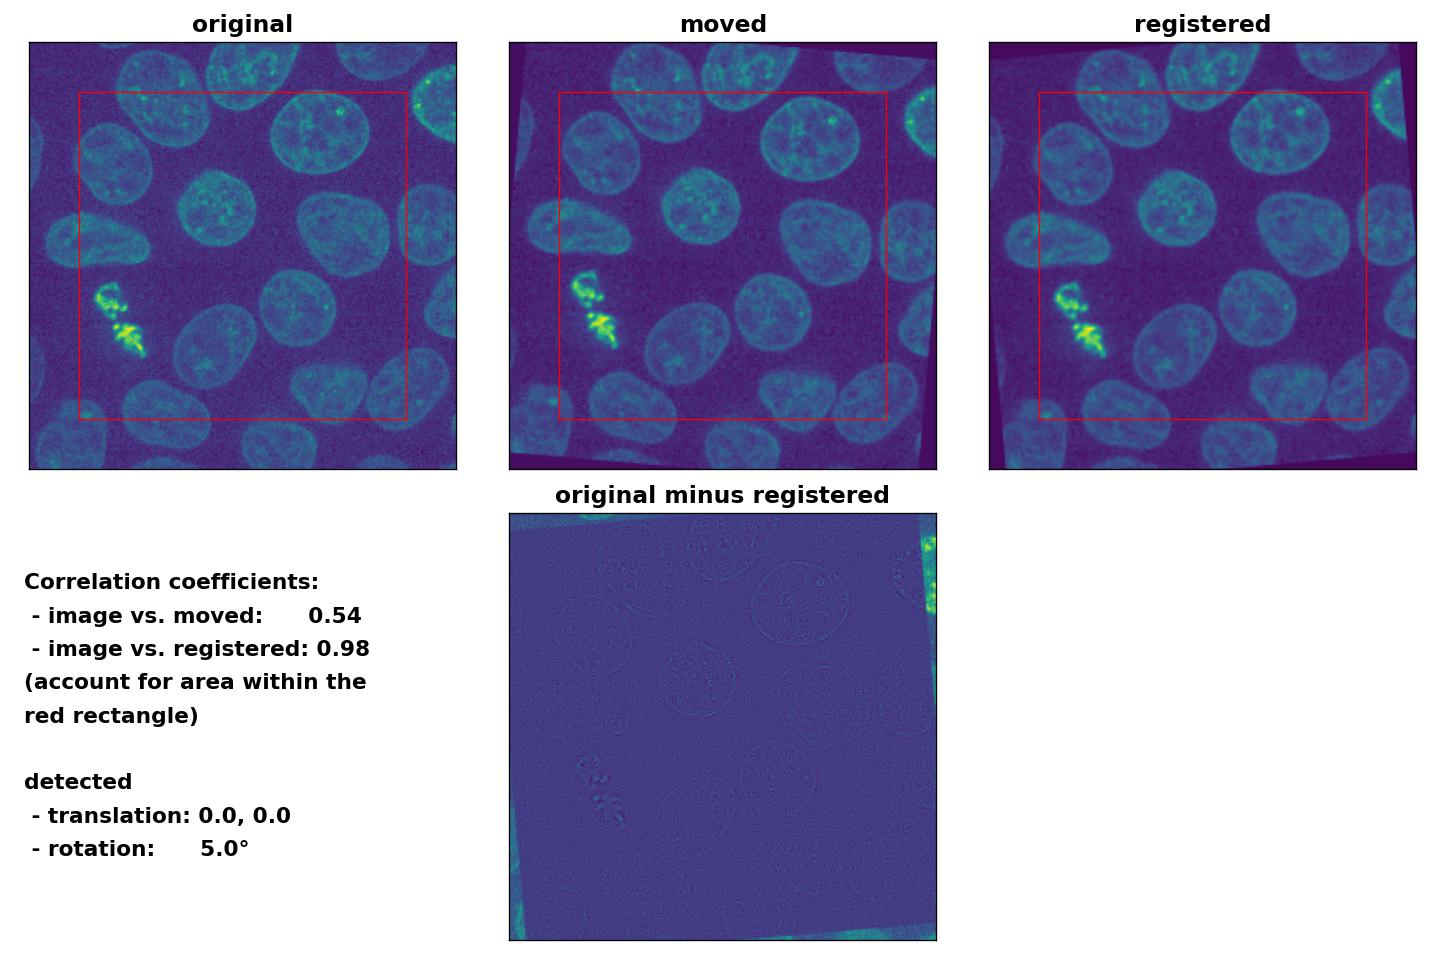 original
moved
registered
original minus registered
Correlation coefficients:
- image vs. moved: 0.54
- image vs. registered: 0.98
(account for area within the
red rectangle)
detected
- translation: 0.0, 0.0
- rotation: 5.0°